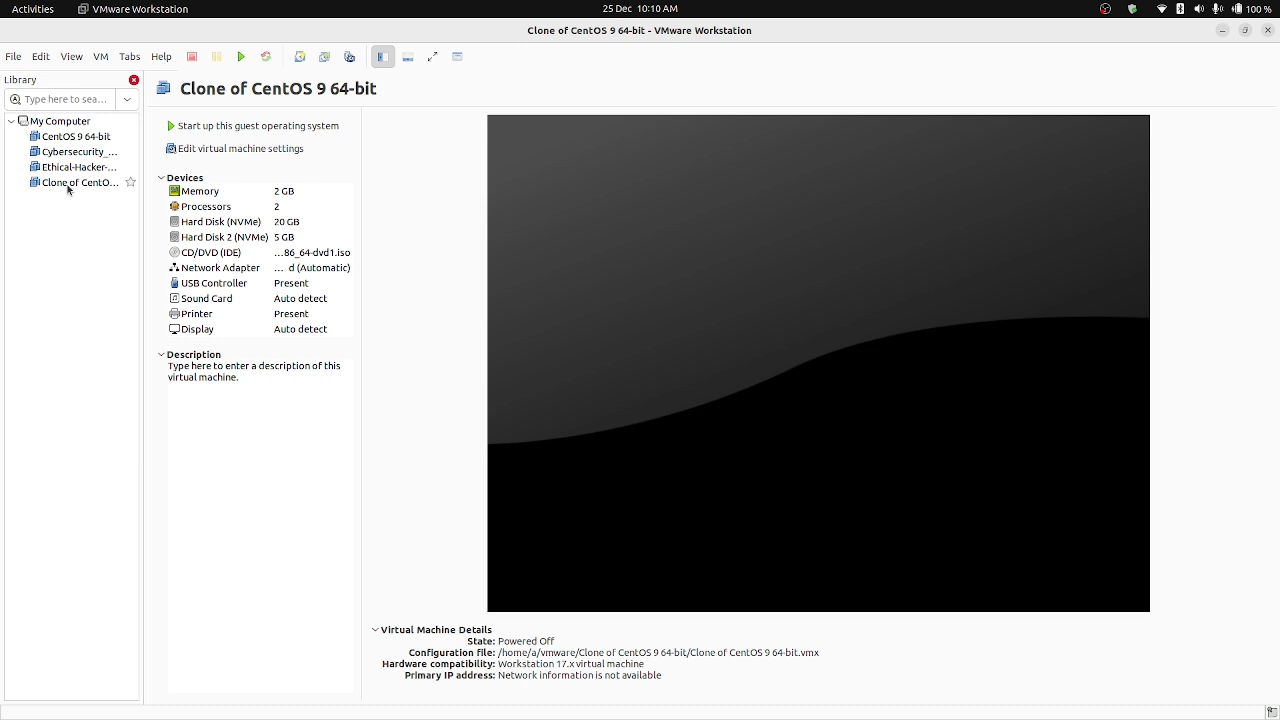 Activities VMware Workstation 25 Dec 10:10 AM 100 %
Clone of CentOS 9 64-bit - VMware Workstation
File Edit View VM Tabs Help
Library
Type here to sea...
My Computer
CentOS 9 64-bit
Cybersecurity_...
Ethical-Hacker-...
Clone of CentO...
Clone of CentOS 9 64-bit
Start up this guest operating system
Edit virtual machine settings
Devices
Memory 2 GB
Processors 2
Hard Disk (NVMe) 20 GB
Hard Disk 2 (NVMe) 5 GB
CD/DVD (IDE) ...86_64-dvd1.iso
Network Adapter ... d (Automatic)
USB Controller Present
Sound Card Auto detect
Printer Present
Display Auto detect
Description
Type here to enter a description of this
virtual machine.
Virtual Machine Details
State: Powered Off
Configuration file: /home/a/vmware/Clone of CentOS 9 64-bit/Clone of CentOS 9 64-bit.vmx
Hardware compatibility: Workstation 17.x virtual machine
Primary IP address: Network information is not available